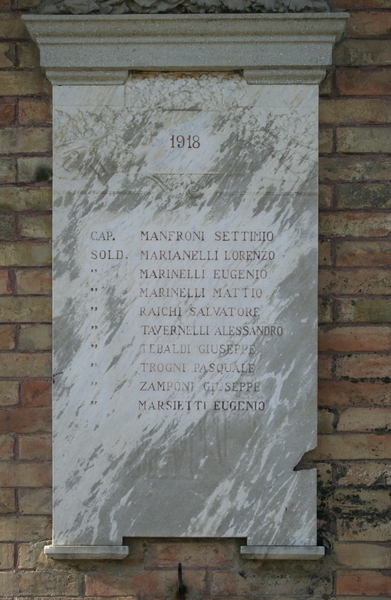 1918
CAP. MANFRONI SETTIMIO
SOLD. MARIANELLI LORENZO
" MARINELLI EUGENIO
" MARINELLI MATTIO
" RAICHI SALVATORE
" TAVERNELLI ALESSANDRO
" TEBALDI GIUSEPPE
" TROGNI PASQUALE
" ZAMPONI GIUSEPPE
" MARSIETTI EUGENIO